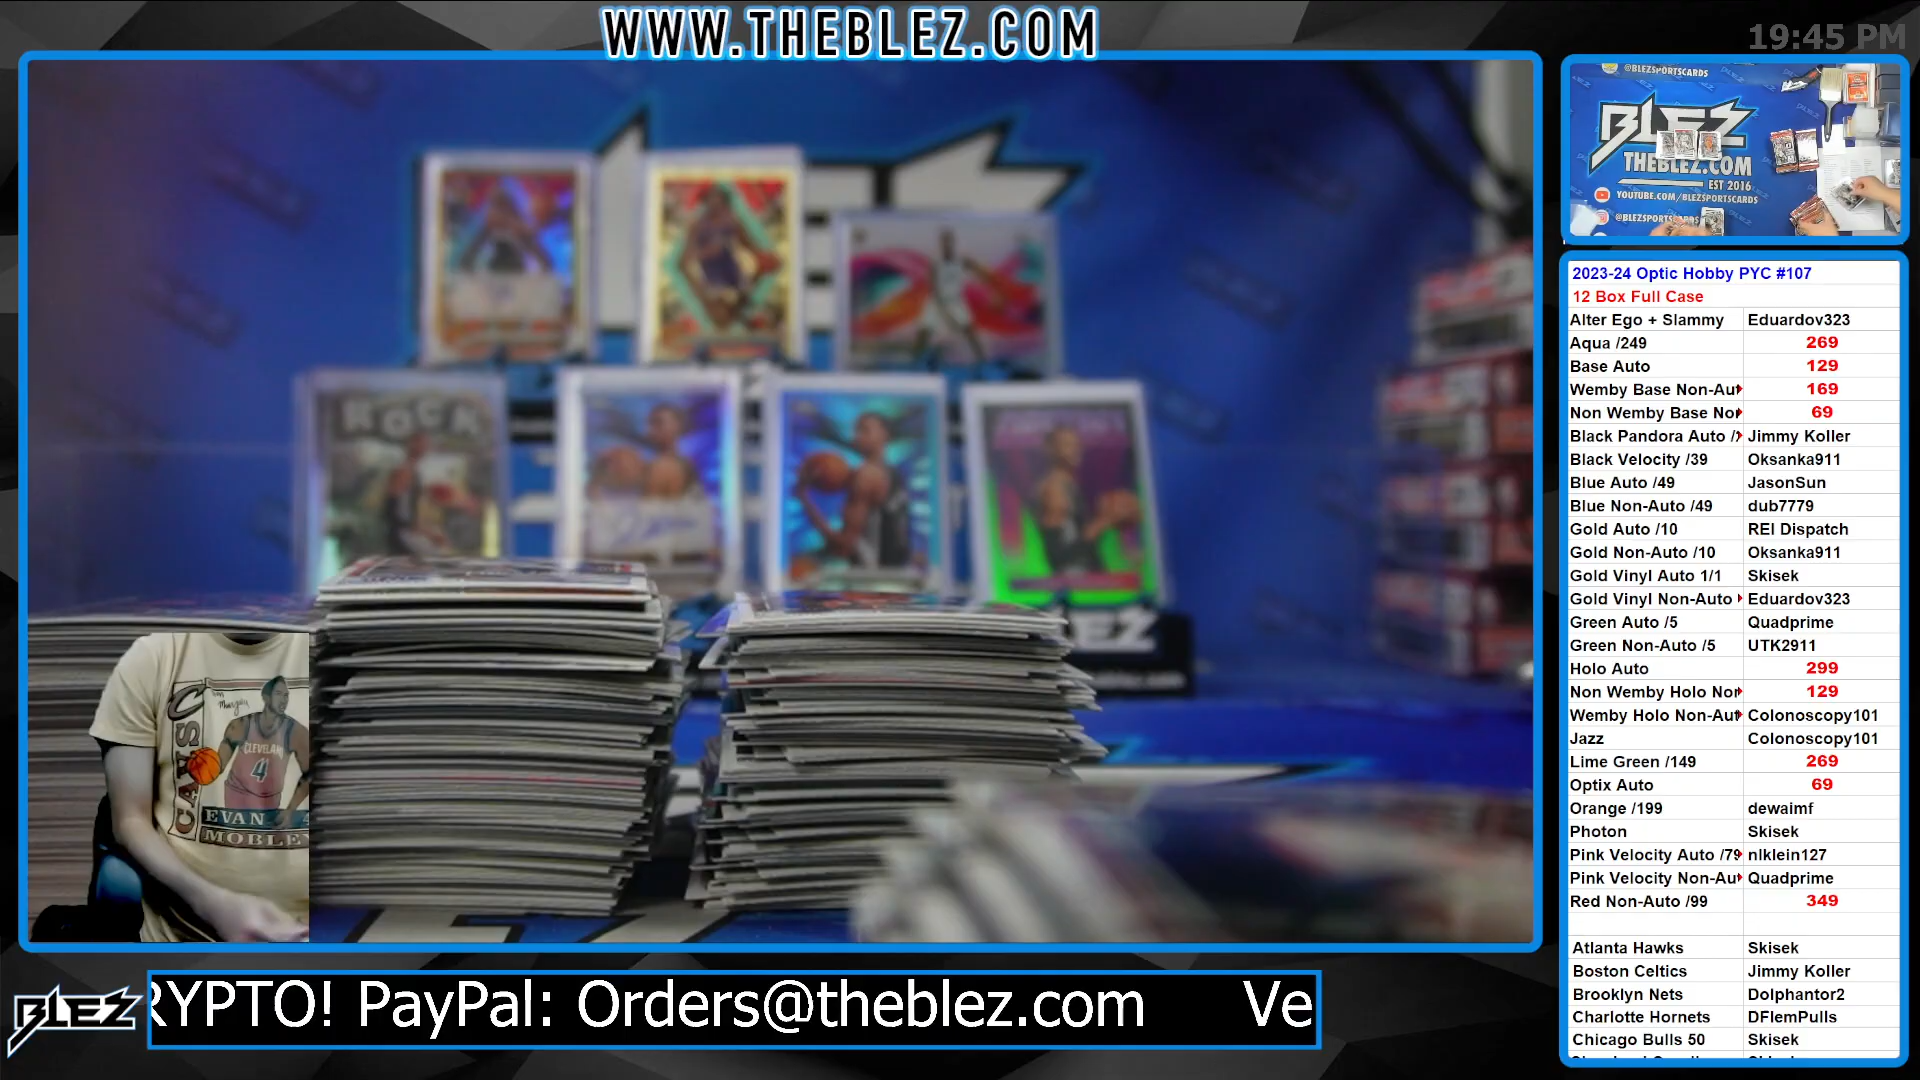 WWW.THEBLEZ.COM
19:45 PM
@BLEZSPORTSCARDS
BLEZ
THEBLEZ.COM
EST 2016
YOUTUBE.COM/BLEZSPORTSCARDS
@BLEZSPORTSCARDS
2023-24 Optic Hobby PYC #107
12 Box Full Case
Alter Ego + Slammy Eduardov323
Aqua /249 269
Base Auto 129
Wemby Base Non-Aut 169
Non Wemby Base Nor 69
Black Pandora Auto / Jimmy Koller
Black Velocity /39 Oksanka911
Blue Auto /49 JasonSun
Blue Non-Auto /49 dub7779
Gold Auto /10 REI Dispatch
Gold Non-Auto /10 Oksanka911
Gold Vinyl Auto 1/1 Skisek
Gold Vinyl Non-Auto Eduardov323
Green Auto /5 Quadprime
Green Non-Auto /5 UTK2911
Holo Auto 299
Non Wemby Holo Nor 129
Wemby Holo Non-Aut Colonoscopy101
Jazz Colonoscopy101
Lime Green /149 269
Optix Auto 69
Orange /199 dewaimf
Photon Skisek
Pink Velocity Auto /79 nlklein127
Pink Velocity Non-Au Quadprime
Red Non-Auto /99 349
Atlanta Hawks Skisek
Boston Celtics Jimmy Koller
Brooklyn Nets Dolphantor2
Charlotte Hornets DFlemPulls
Chicago Bulls 50 Skisek
ROCK
CAVS
CLEVELAND
4
EVAN 4
MOBLEY
BLEZ
RYPTO! PayPal: Orders@theblez.com Ve